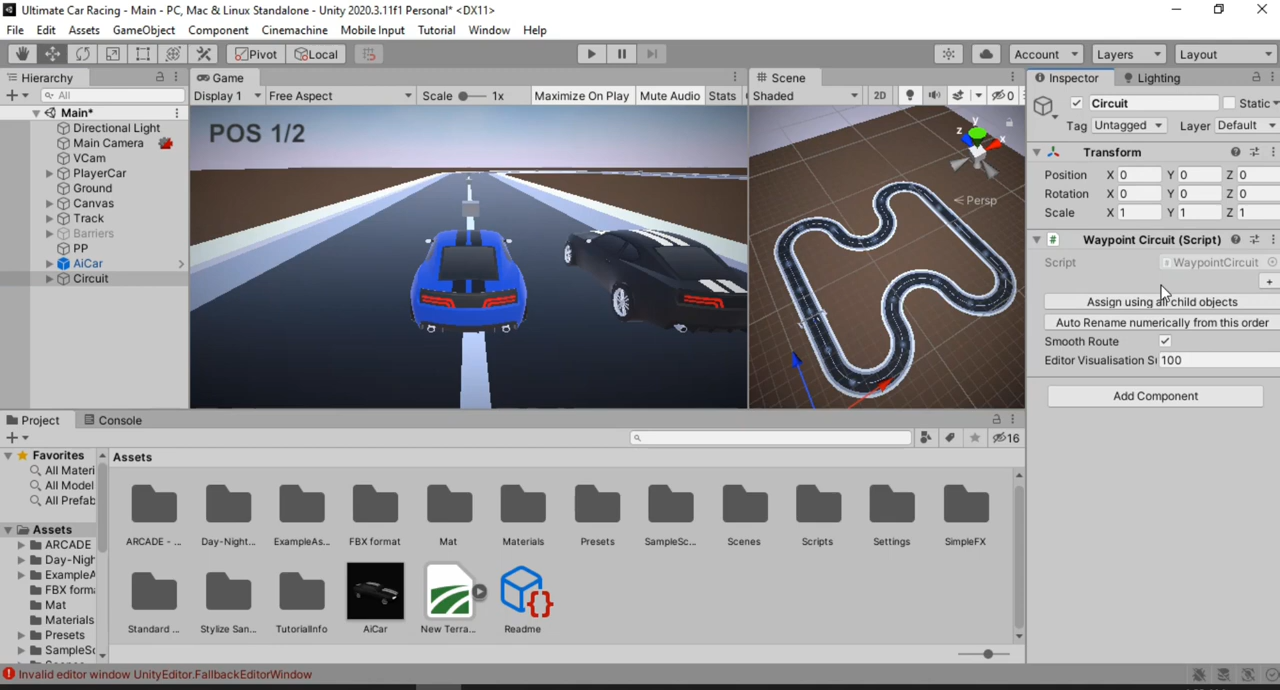 Ultimate Car Racing - Main - PC, Mac & Linux Standalone - Unity 2020.3.11f1 Personal* <DX11>
File Edit Assets GameObject Component Cinemachine Mobile Input Tutorial Window Help
Pivot Local Account Layers Layout
Hierarchy
All
Main*
Directional Light
Main Camera
VCam
PlayerCar
Ground
Canvas
Track
Barriers
PP
AiCar
Circuit
Game
Display 1 Free Aspect Scale 1x Maximize On Play Mute Audio Stats
POS 1/2
Scene
Shaded 2D 0
y
z x
Persp
Inspector Lighting
Circuit Static
Tag Untagged Layer Default
Transform
Position X 0 Y 0 Z 0
Rotation X 0 Y 0 Z 0
Scale X 1 Y 1 Z 1
Waypoint Circuit (Script)
Script WaypointCircuit
+
Assign using all child objects
Auto Rename numerically from this order
Smooth Route
Editor Visualisation Su 100
Add Component
Project Console
16
Favorites
All Materi
All Model
All Prefab
Assets
ARCADE
Day-Nigh
ExampleA
FBX forma
Mat
Materials
Presets
SampleSc
Assets
ARCADE - ... Day-Night... ExampleAs... FBX format Mat Materials Presets SampleSc... Scenes Scripts Settings SimpleFX
Standard ... Stylize San... TutorialInfo AiCar New Terra... Readme
Invalid editor window UnityEditor.FallbackEditorWindow